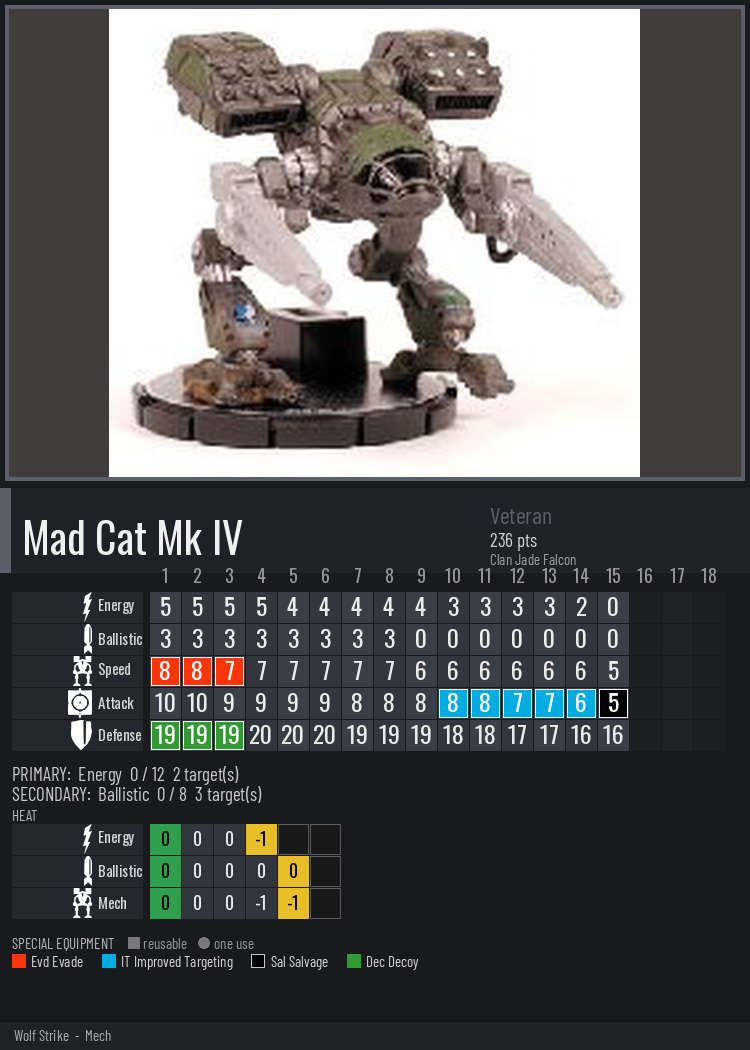 Mad Cat Mk IV
Veteran
236 pts
Clan Jade Falcon
1 2 3 4 5 6 7 8 9 10 11 12 13 14 15 16 17 18
Energy 5 5 5 5 4 4 4 4 4 3 3 3 3 2 0
Ballistic 3 3 3 3 3 3 3 3 0 0 0 0 0 0 0
Speed 8 8 7 7 7 7 7 7 6 6 6 6 6 6 5
Attack 10 10 9 9 9 9 8 8 8 8 8 7 7 6 5
Defense 19 19 19 20 20 20 19 19 19 18 18 17 17 16 16
PRIMARY: Energy 0 / 12 2 target(s)
SECONDARY: Ballistic 0 / 8 3 target(s)
HEAT
Energy 0 0 0 -1
Ballistic 0 0 0 0 0
Mech 0 0 0 -1 -1
SPECIAL EQUIPMENT reusable one use
Evd Evade IT Improved Targeting Sal Salvage Dec Decoy
Wolf Strike - Mech